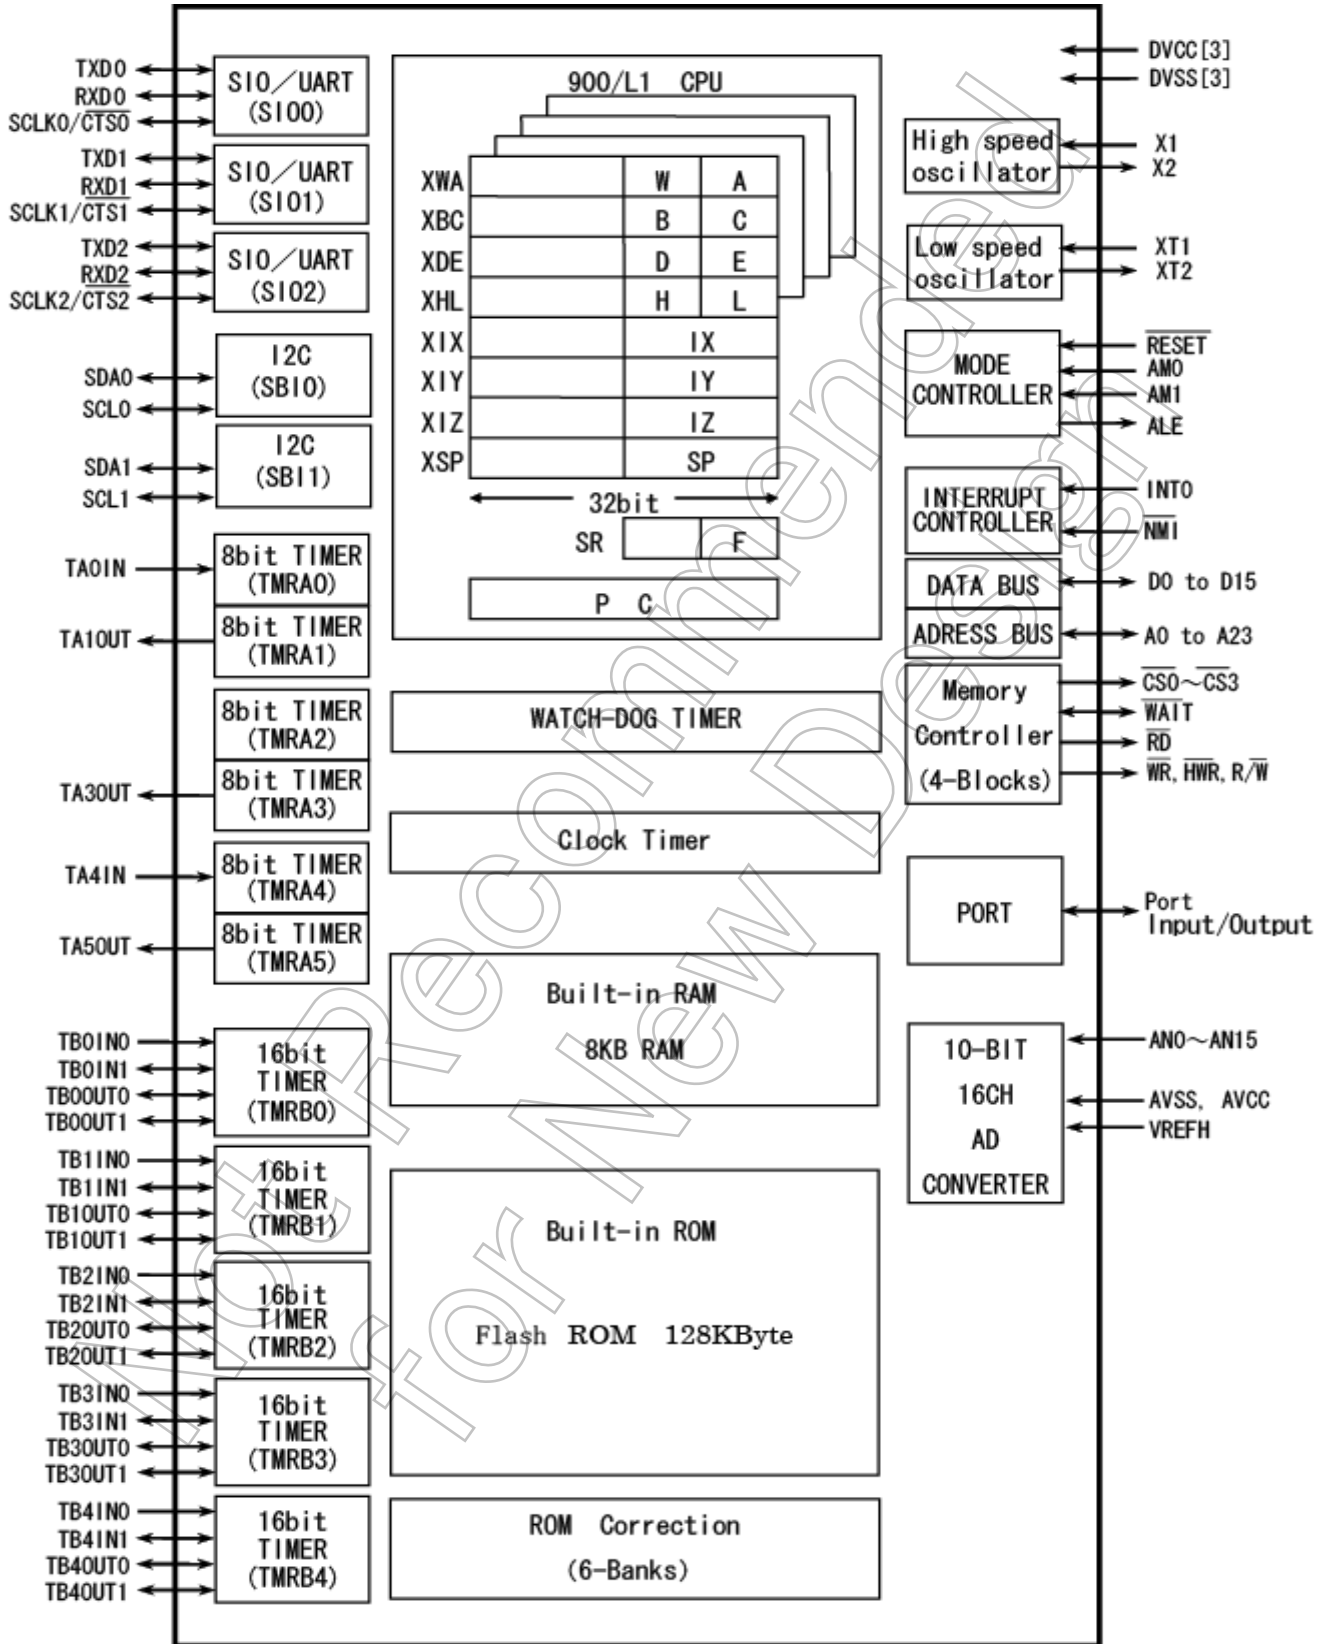 TXD0
RXD0
SCLK0/CTS0
SIO/UART
(SIO0)
TXD1
RXD1
SCLK1/CTS1
SIO/UART
(SIO1)
TXD2
RXD2
SCLK2/CTS2
SIO/UART
(SIO2)
SDA0
SCL0
I2C
(SBI0)
SDA1
SCL1
I2C
(SBI1)
TA0IN
8bit TIMER
(TMRA0)
TA1OUT
8bit TIMER
(TMRA1)
8bit TIMER
(TMRA2)
TA3OUT
8bit TIMER
(TMRA3)
TA4IN
8bit TIMER
(TMRA4)
TA5OUT
8bit TIMER
(TMRA5)
TB0IN0
TB0IN1
TB0OUT0
TB0OUT1
16bit
TIMER
(TMRB0)
TB1IN0
TB1IN1
TB1OUT0
TB1OUT1
16bit
TIMER
(TMRB1)
TB2IN0
TB2IN1
TB2OUT0
TB2OUT1
16bit
TIMER
(TMRB2)
TB3IN0
TB3IN1
TB3OUT0
TB3OUT1
16bit
TIMER
(TMRB3)
TB4IN0
TB4IN1
TB4OUT0
TB4OUT1
16bit
TIMER
(TMRB4)
900/L1 CPU
XWA W A
XBC B C
XDE D E
XHL H L
XIX IX
XIY IY
XIZ IZ
XSP SP
32bit
SR F
P C
WATCH-DOG TIMER
Clock Timer
Built-in RAM
8KB RAM
Built-in ROM
Flash ROM 128KByte
ROM Correction
(6-Banks)
DVCC[3]
DVSS[3]
High speed
oscillator
X1
X2
Low speed
oscillator
XT1
XT2
MODE
CONTROLLER
RESET
AM0
AM1
ALE
INTERRUPT
CONTROLLER
INT0
NMI
DATA BUS
D0 to D15
ADRESS BUS
A0 to A23
Memory
Controller
(4-Blocks)
CS0～CS3
WAIT
RD
WR, HWR, R/W
PORT
Port
Input/Output
10-BIT
16CH
AD
CONVERTER
AN0～AN15
AVSS, AVCC
VREFH
Not Recommended
for New Design